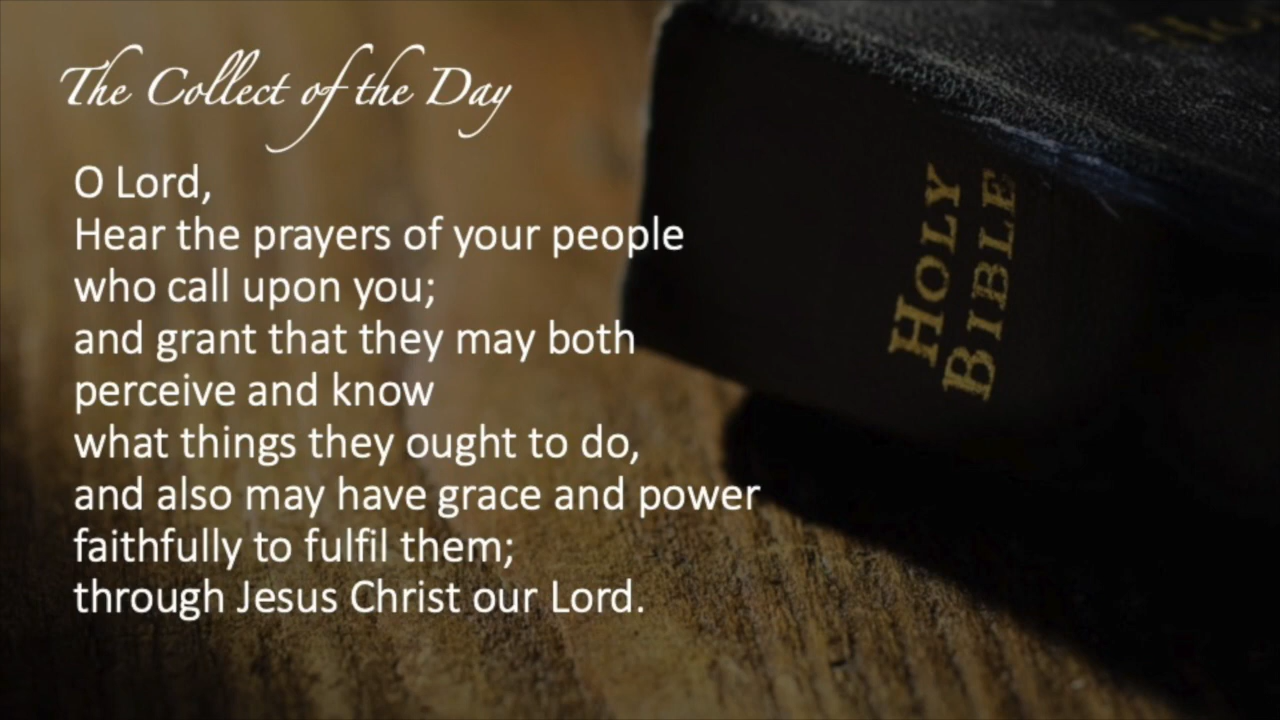 The Collect of the Day
O Lord,
Hear the prayers of your people
who call upon you;
and grant that they may both
perceive and know
what things they ought to do,
and also may have grace and power
faithfully to fulfil them;
through Jesus Christ our Lord.
HOLY
BIBLE